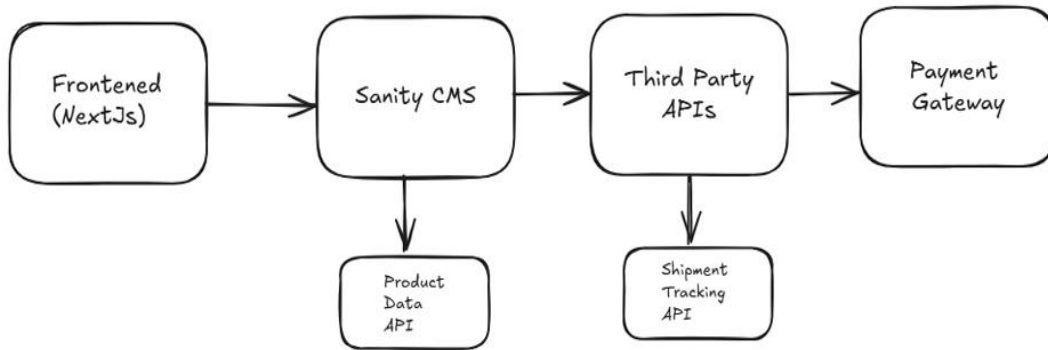 Frontened
(NextJs)
Sanity CMS
Third Party
APIs
Payment
Gateway
Product
Data
API
Shipment
Tracking
API